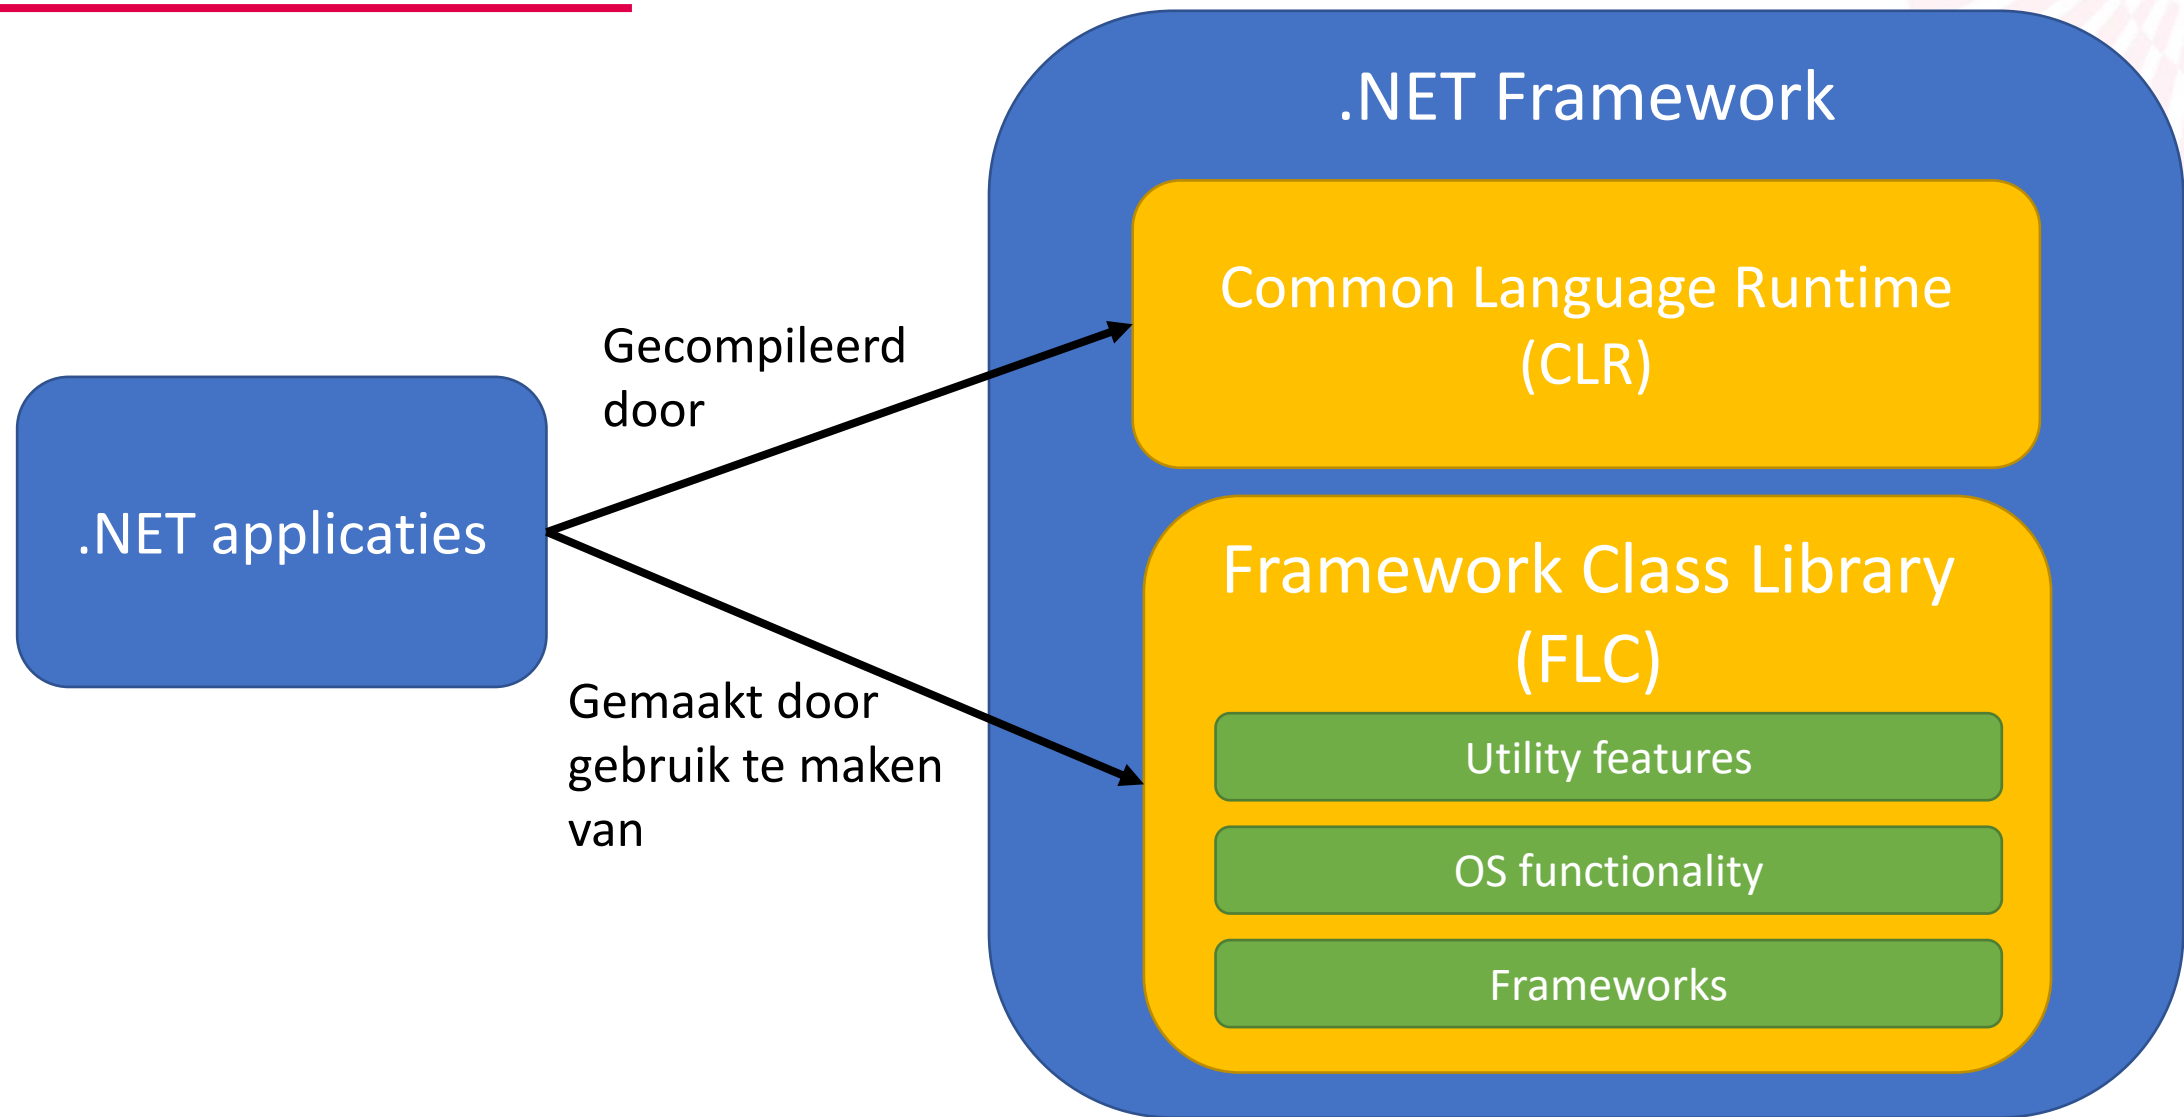 .NET Framework
Common Language Runtime
(CLR)
Gecompileerd
door
.NET applicaties
Framework Class Library
(FLC)
Gemaakt door
gebruik te maken
van
Utility features
OS functionality
Frameworks